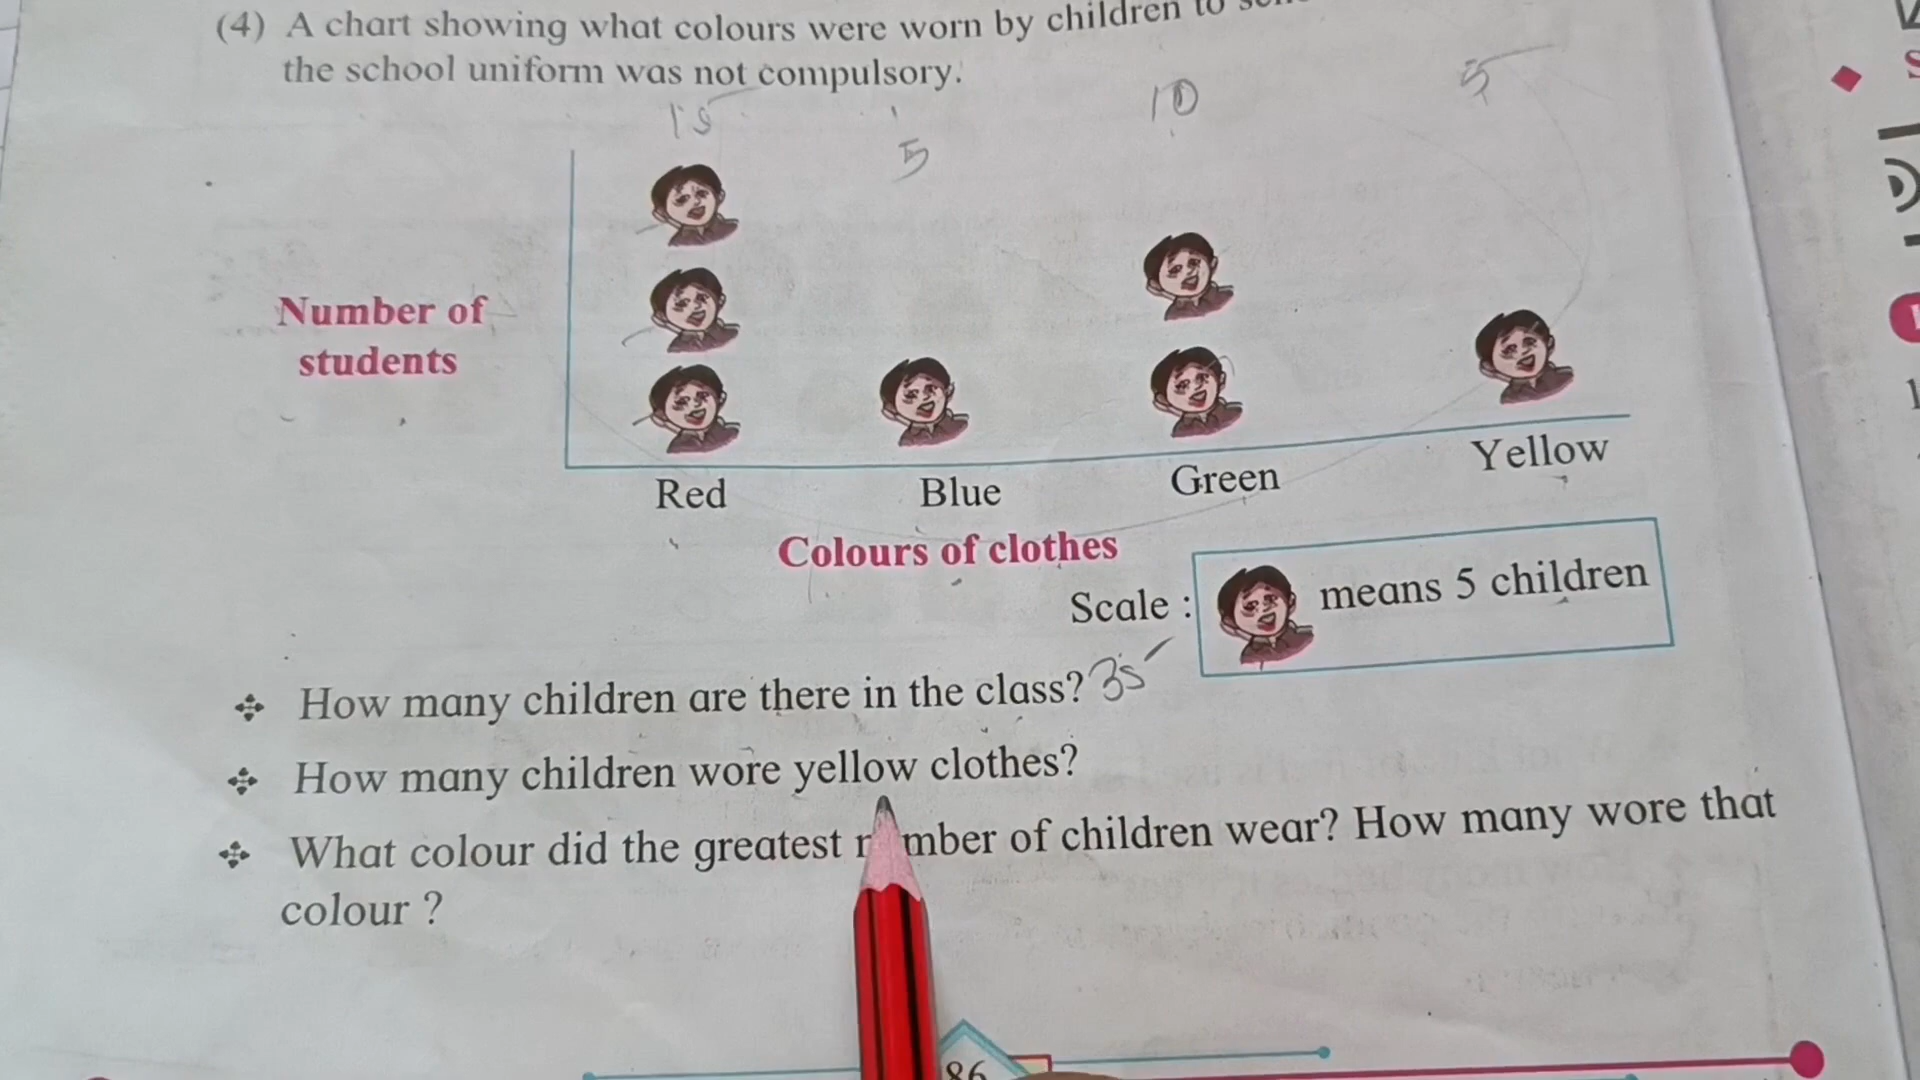 (4) A chart showing what colours were worn by children to
the school uniform was not compulsory.
15
5
10
5
Number of
students
Red Blue Green Yellow
Colours of clothes
Scale : means 5 children
How many children are there in the class? 35
How many children wore yellow clothes?
What colour did the greatest of children wear? How many wore that
colour ?
86